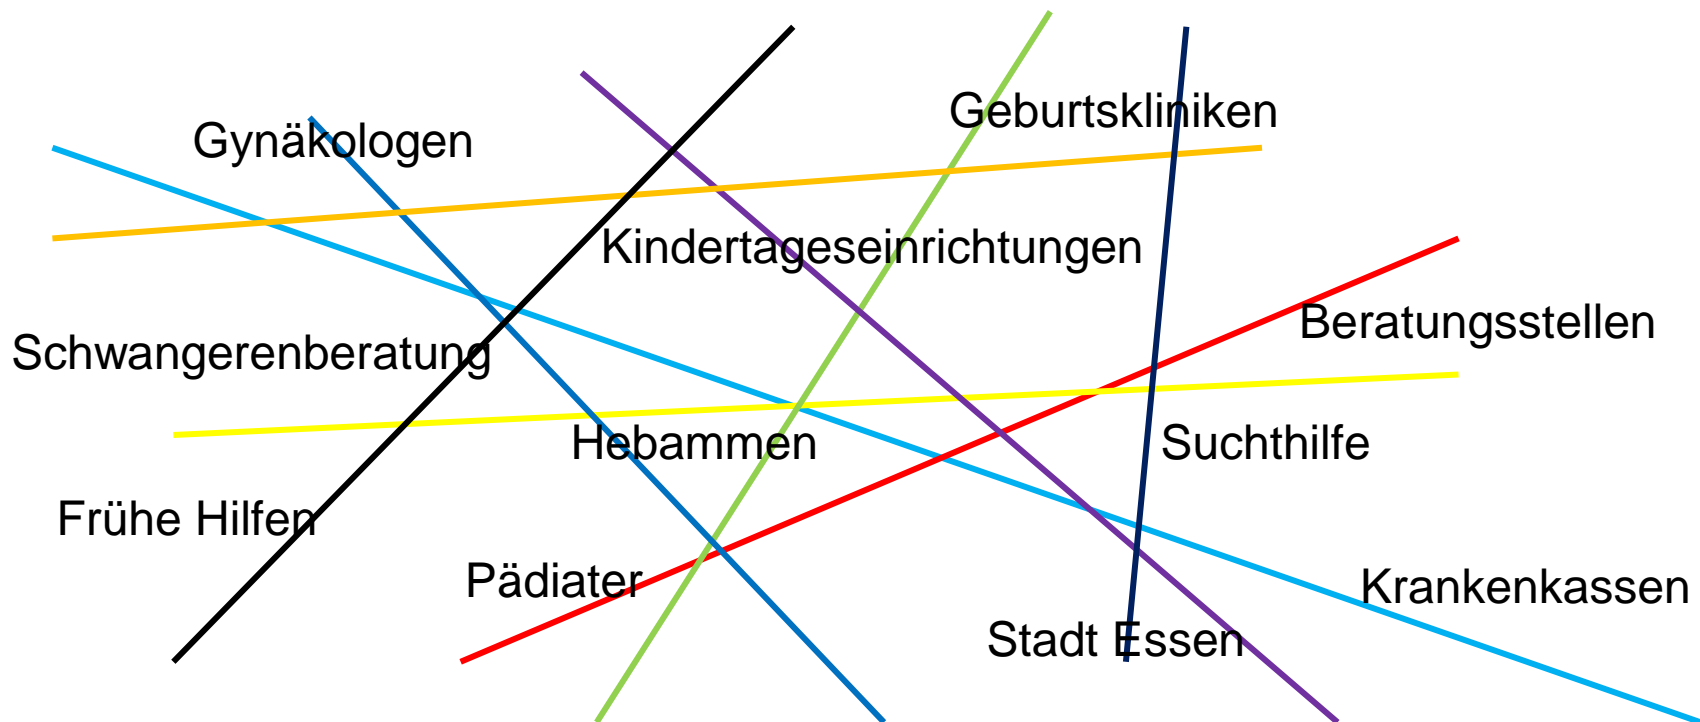 Geburtskliniken
Gynäkologen
Kindertageseinrichtungen
Beratungsstellen
Schwangerenberatung
Hebammen
Suchthilfe
Frühe Hilfen
Pädiater
Krankenkassen
Stadt Essen